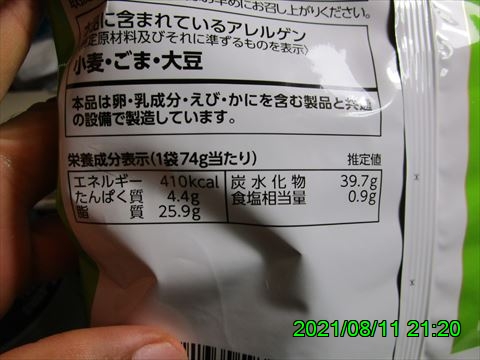 にお召し上がりください。
に含まれているアレルゲン
定原材料及びそれに準ずるものを表示〉
小麦・ごま・大豆
本品は卵・乳成分・えび・かにを含む製品と共通
の設備で製造しています。
栄養成分表示(1袋74g当たり) 推定値
エネルギー 410kcal 炭水化物 39.7g
たんぱく質 4.4g 食塩相当量 0.9g
脂質 25.9g
2021/08/11 21:20